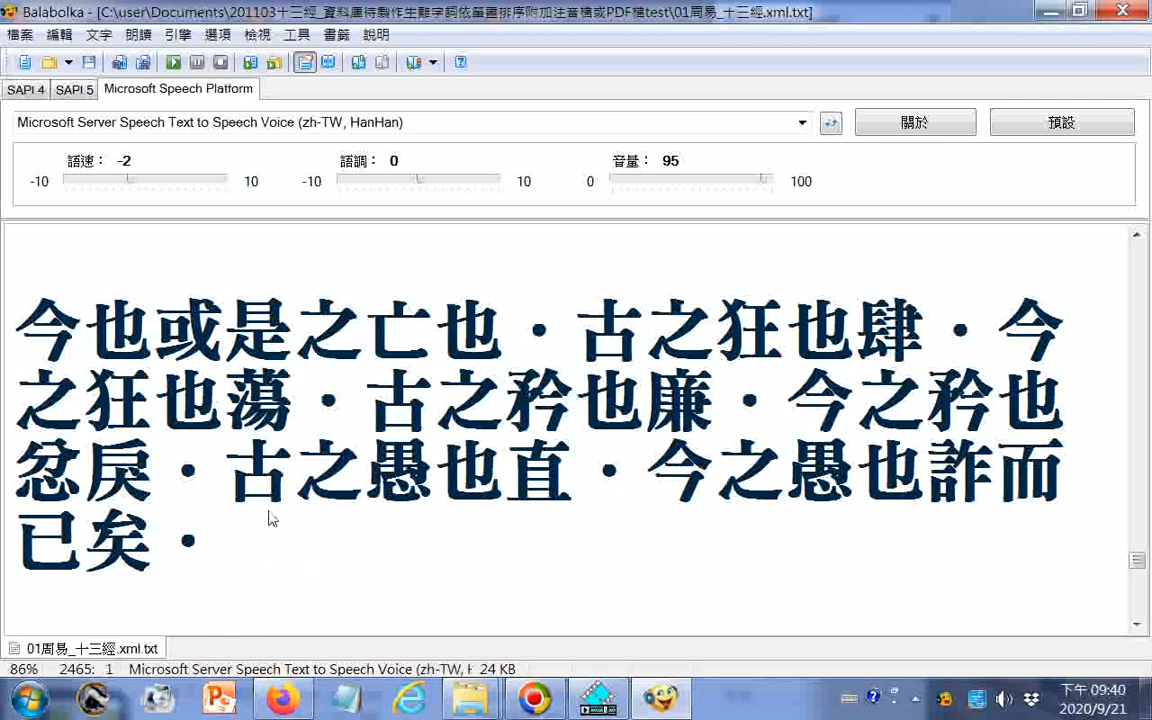 Balabolka - [C:\user\Documents\201103十三經_資料庫待製作生難字詞依筆畫排序附加注音檔或PDF檔test\01周易_十三經.xml.txt]
檔案 編輯 文字 朗讀 引擎 選項 檢視 工具 書籤 說明
SAPI 4 SAPI 5 Microsoft Speech Platform
Microsoft Server Speech Text to Speech Voice (zh-TW, HanHan) 關於 預設
語速： -2 語調： 0 音量： 95
-10 10 -10 10 0 100
今也或是之亡也・古之狂也肆・今
之狂也蕩・古之矜也廉・今之矜也
忿戾・古之愚也直・今之愚也詐而
已矣・
01周易_十三經.xml.txt
86% 2465: 1 Microsoft Server Speech Text to Speech Voice (zh-TW, 24 KB
下午 09:40
2020/9/21